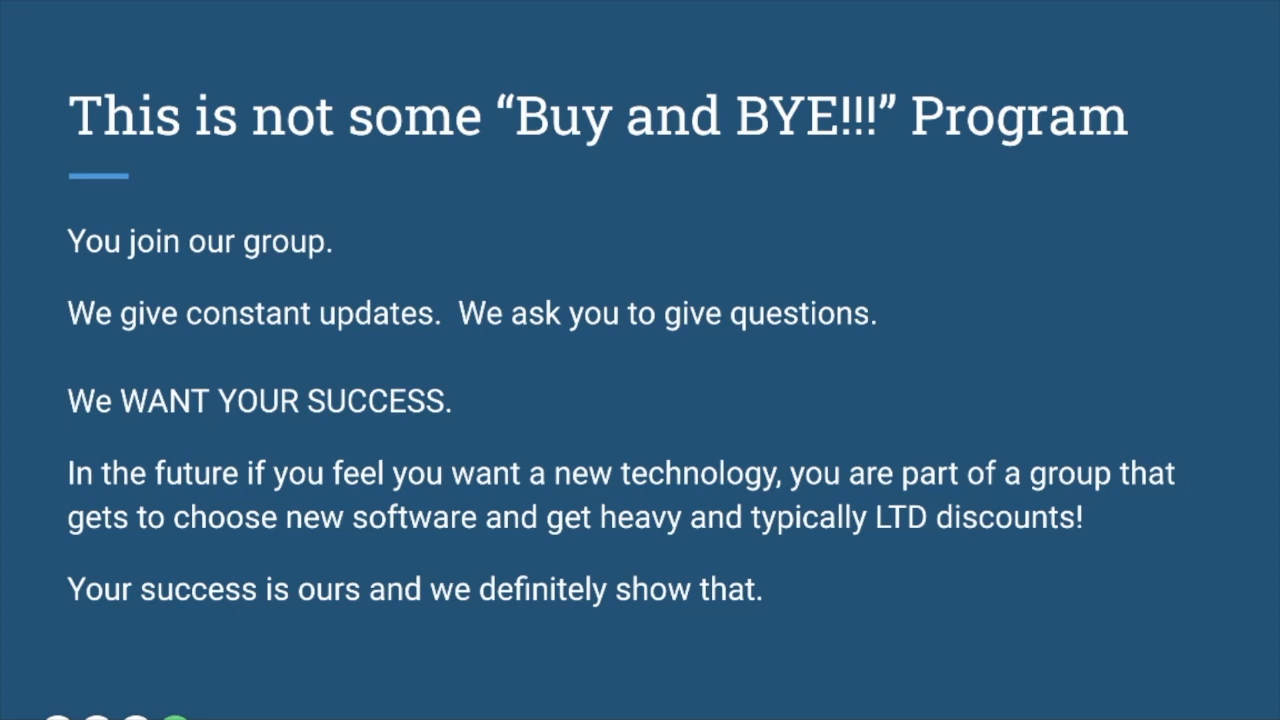 This is not some “Buy and BYE!!!” Program
You join our group.
We give constant updates.  We ask you to give questions.
We WANT YOUR SUCCESS.
In the future if you feel you want a new technology, you are part of a group that
gets to choose new software and get heavy and typically LTD discounts!
Your success is ours and we definitely show that.